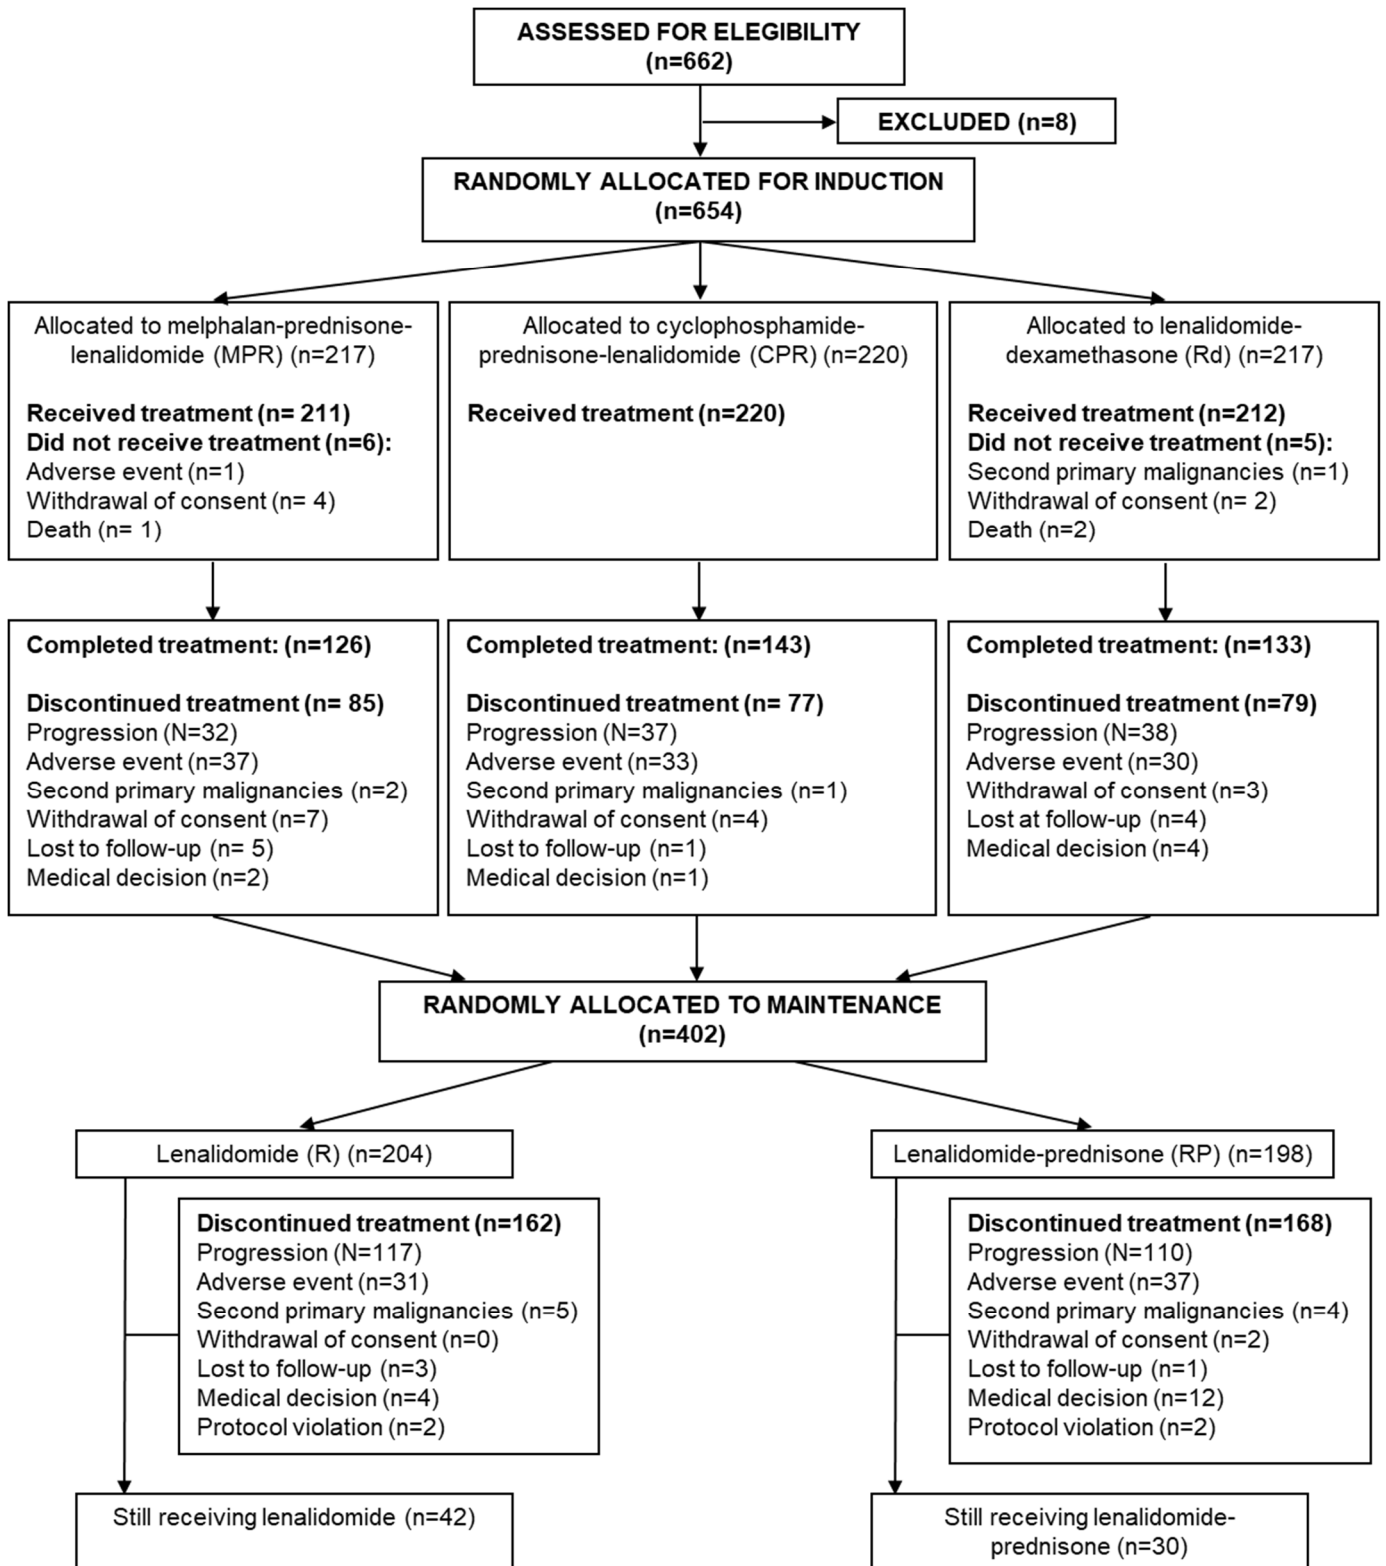 ASSESSED FOR ELEGIBILITY
(n=662)
EXCLUDED (n=8)
RANDOMLY ALLOCATED FOR INDUCTION
(n=654)
Allocated to melphalan-prednisone-
lenalidomide (MPR) (n=217)
Received treatment (n= 211)
Did not receive treatment (n=6):
Adverse event (n=1)
Withdrawal of consent (n= 4)
Death (n= 1)
Allocated to cyclophosphamide-
prednisone-lenalidomide (CPR) (n=220)
Received treatment (n=220)
Allocated to lenalidomide-
dexamethasone (Rd) (n=217)
Received treatment (n=212)
Did not receive treatment (n=5):
Second primary malignancies (n=1)
Withdrawal of consent (n= 2)
Death (n=2)
Completed treatment: (n=126)
Discontinued treatment (n= 85)
Progression (N=32)
Adverse event (n=37)
Second primary malignancies (n=2)
Withdrawal of consent (n=7)
Lost to follow-up (n= 5)
Medical decision (n=2)
Completed treatment: (n=143)
Discontinued treatment (n= 77)
Progression (N=37)
Adverse event (n=33)
Second primary malignancies (n=1)
Withdrawal of consent (n=4)
Lost to follow-up (n=1)
Medical decision (n=1)
Completed treatment: (n=133)
Discontinued treatment (n=79)
Progression (N=38)
Adverse event (n=30)
Withdrawal of consent (n=3)
Lost at follow-up (n=4)
Medical decision (n=4)
RANDOMLY ALLOCATED TO MAINTENANCE
(n=402)
Lenalidomide (R) (n=204)
Discontinued treatment (n=162)
Progression (N=117)
Adverse event (n=31)
Second primary malignancies (n=5)
Withdrawal of consent (n=0)
Lost to follow-up (n=3)
Medical decision (n=4)
Protocol violation (n=2)
Still receiving lenalidomide (n=42)
Lenalidomide-prednisone (RP) (n=198)
Discontinued treatment (n=168)
Progression (N=110)
Adverse event (n=37)
Second primary malignancies (n=4)
Withdrawal of consent (n=2)
Lost to follow-up (n=1)
Medical decision (n=12)
Protocol violation (n=2)
Still receiving lenalidomide-
prednisone (n=30)